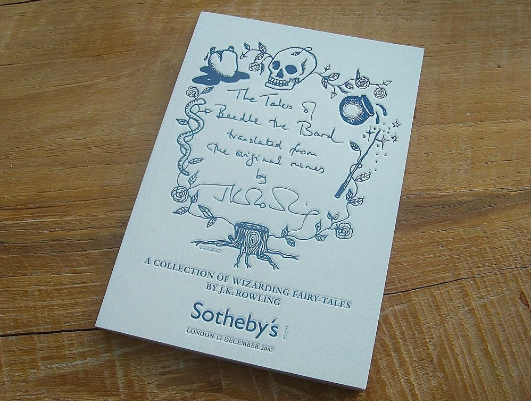 The Tales of
Beedle the Bard
translated from
the original runes
by
JK Rowling
A COLLECTION OF WIZARDING FAIRY-TALES
BY J.K. ROWLING
Sotheby's
LONDON 13 DECEMBER 2007